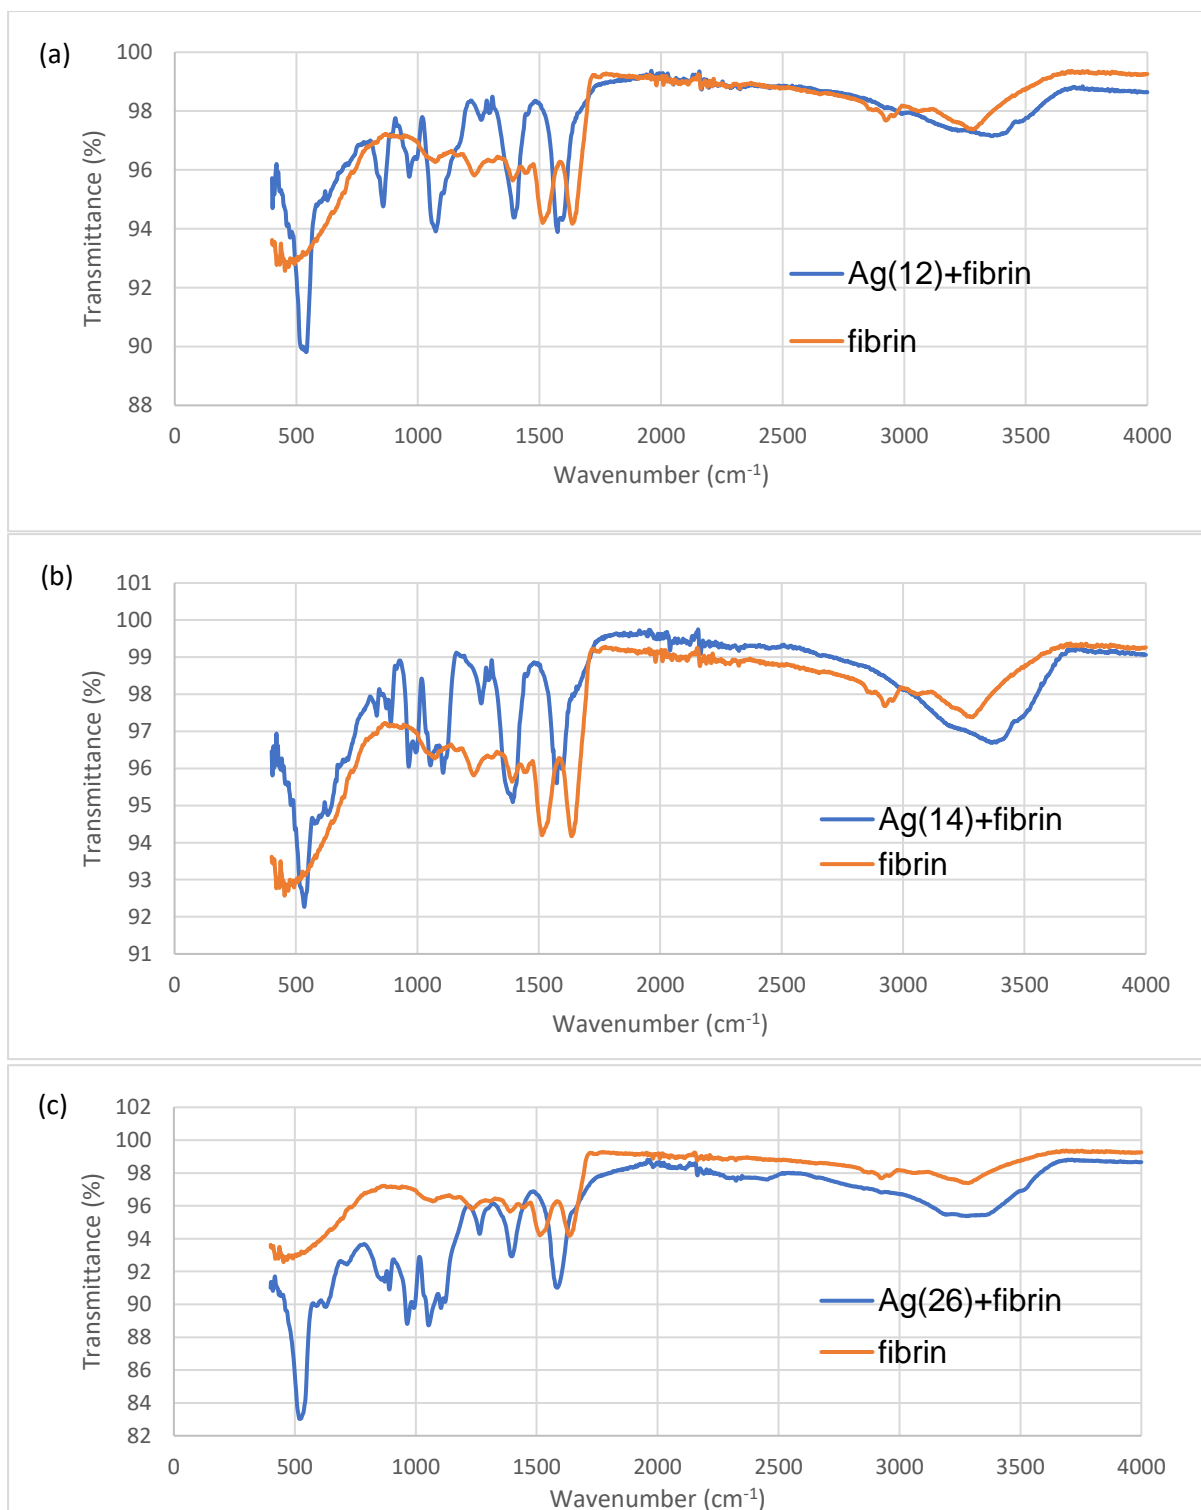 (a)
100
98
96
94
92
90
88
Transmittance (%)
0 500 1000 1500 2000 2500 3000 3500 4000
Wavenumber (cm⁻¹)
Ag(12)+fibrin
fibrin
(b)
101
100
99
98
97
96
95
94
93
92
91
Transmittance (%)
0 500 1000 1500 2000 2500 3000 3500 4000
Wavenumber (cm⁻¹)
Ag(14)+fibrin
fibrin
(c)
102
100
98
96
94
92
90
88
86
84
82
Transmittance (%)
0 500 1000 1500 2000 2500 3000 3500 4000
Wavenumber (cm⁻¹)
Ag(26)+fibrin
fibrin